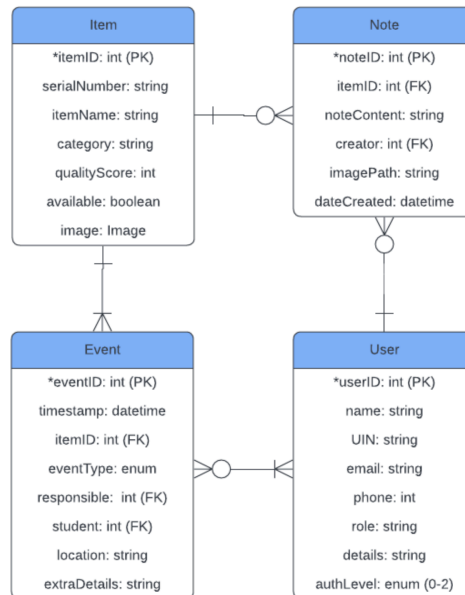 Item
*itemID: int (PK)
serialNumber: string
itemName: string
category: string
qualityScore: int
available: boolean
image: Image
Note
*noteID: int (PK)
itemID: int (FK)
noteContent: string
creator: int (FK)
imagePath: string
dateCreated: datetime
Event
*eventID: int (PK)
timestamp: datetime
itemID: int (FK)
eventType: enum
responsible: int (FK)
student: int (FK)
location: string
extraDetails: string
User
*userID: int (PK)
name: string
UIN: string
email: string
phone: int
role: string
details: string
authLevel: enum (0-2)